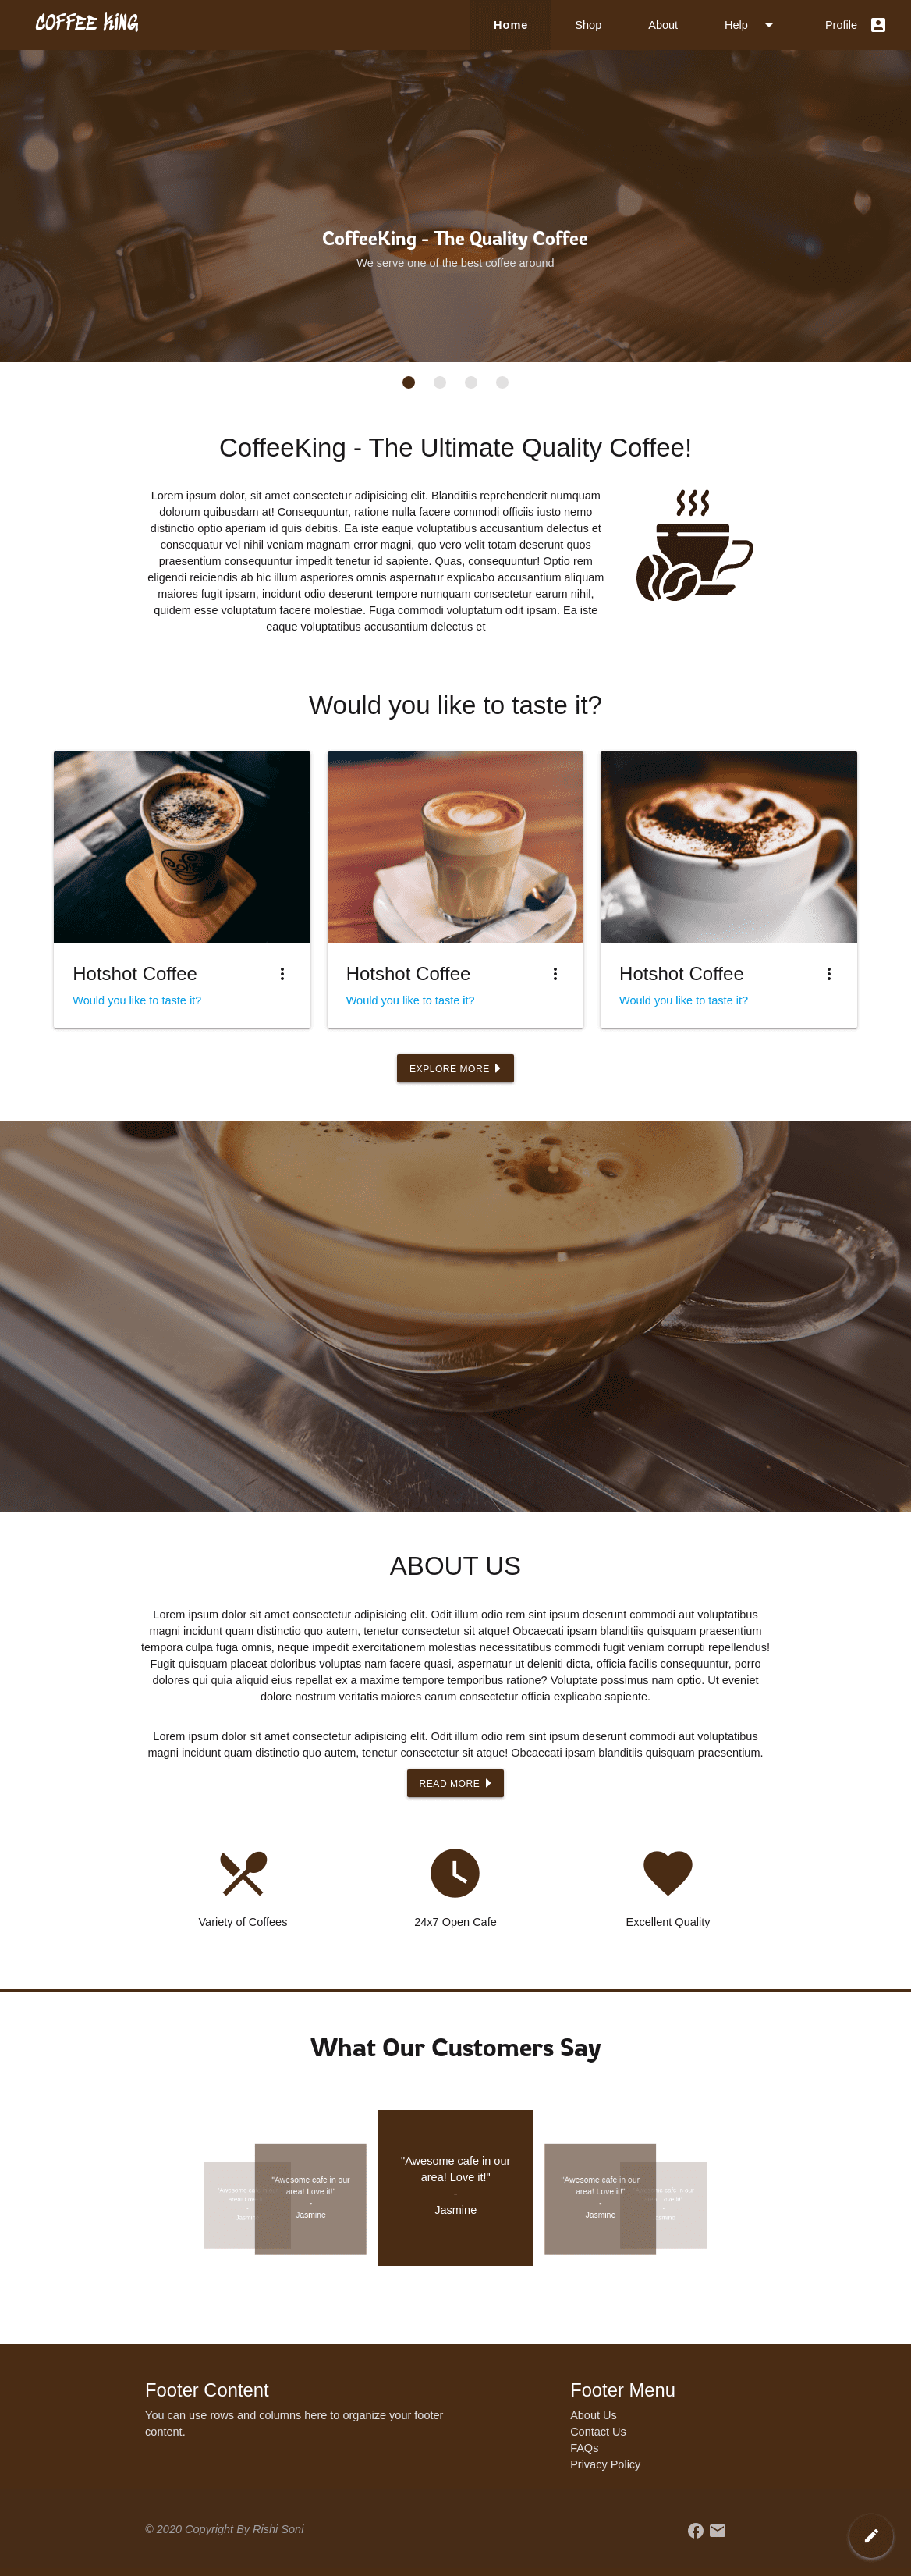 COFFEE KING
Home Shop About Help Profile
CoffeeKing - The Quality Coffee
We serve one of the best coffee around
CoffeeKing - The Ultimate Quality Coffee!
Lorem ipsum dolor, sit amet consectetur adipisicing elit. Blanditiis reprehenderit numquam
dolorum quibusdam at! Consequuntur, ratione nulla facere commodi officiis iusto nemo
distinctio optio aperiam id quis debitis. Ea iste eaque voluptatibus accusantium delectus et
consequatur vel nihil veniam magnam error magni, quo vero velit totam deserunt quos
praesentium consequuntur impedit tenetur id sapiente. Quas, consequuntur! Optio rem
eligendi reiciendis ab hic illum asperiores omnis aspernatur explicabo accusantium aliquam
maiores fugit ipsam, incidunt odio deserunt tempore numquam consectetur earum nihil,
quidem esse voluptatum facere molestiae. Fuga commodi voluptatum odit ipsam. Ea iste
eaque voluptatibus accusantium delectus et
Would you like to taste it?
Hotshot Coffee
Would you like to taste it?
Hotshot Coffee
Would you like to taste it?
Hotshot Coffee
Would you like to taste it?
EXPLORE MORE
ABOUT US
Lorem ipsum dolor sit amet consectetur adipisicing elit. Odit illum odio rem sint ipsum deserunt commodi aut voluptatibus
magni incidunt quam distinctio quo autem, tenetur consectetur sit atque! Obcaecati ipsam blanditiis quisquam praesentium
tempora culpa fuga omnis, neque impedit exercitationem molestias necessitatibus commodi fugit veniam corrupti repellendus!
Fugit quisquam placeat doloribus voluptas nam facere quasi, aspernatur ut deleniti dicta, officia facilis consequuntur, porro
dolores qui quia aliquid eius repellat ex a maxime tempore temporibus ratione? Voluptate possimus nam optio. Ut eveniet
dolore nostrum veritatis maiores earum consectetur officia explicabo sapiente.
Lorem ipsum dolor sit amet consectetur adipisicing elit. Odit illum odio rem sint ipsum deserunt commodi aut voluptatibus
magni incidunt quam distinctio quo autem, tenetur consectetur sit atque! Obcaecati ipsam blanditiis quisquam praesentium.
READ MORE
Variety of Coffees
24x7 Open Cafe
Excellent Quality
What Our Customers Say
"Awesome cafe in our
area! Love it!"
-
Jasmine
"Awesome cafe in our
area! Love it!"
-
Jasmine
"Awesome cafe in our
area! Love it!"
-
Jasmine
Footer Content
You can use rows and columns here to organize your footer
content.
Footer Menu
About Us
Contact Us
FAQs
Privacy Policy
© 2020 Copyright By Rishi Soni